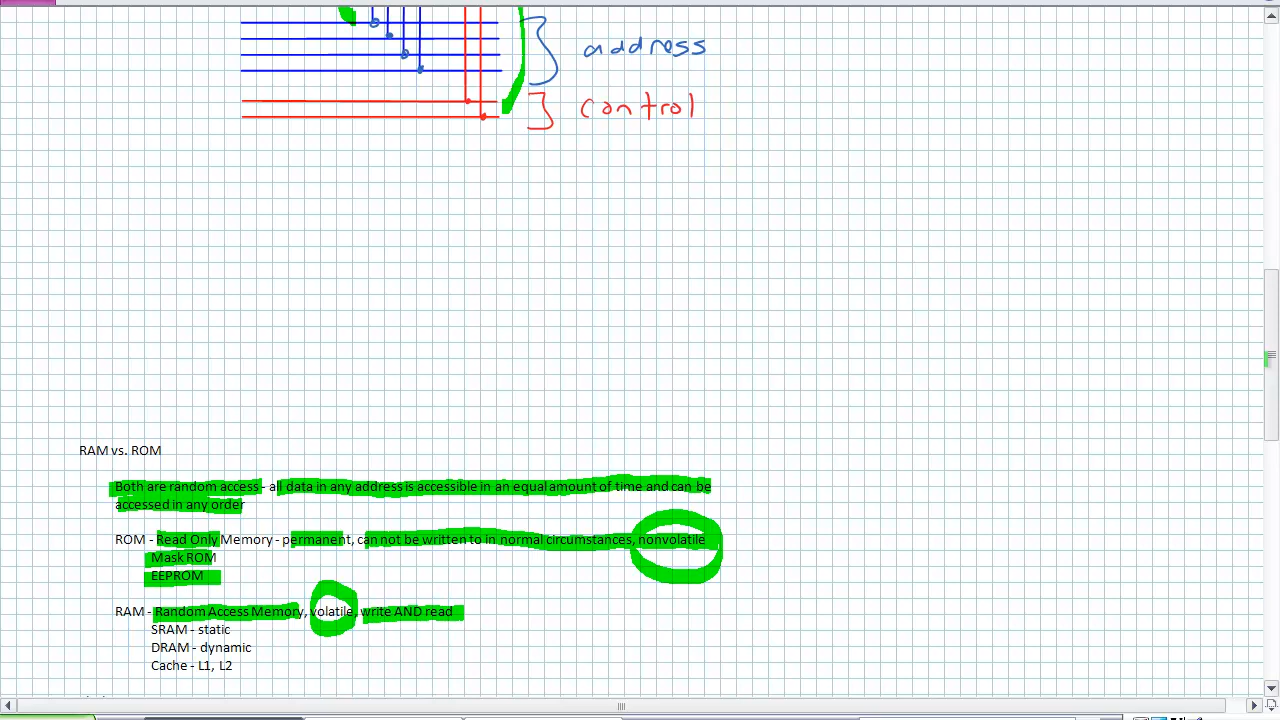 address
control
RAM vs. ROM
Both are random access - all data in any address is accessible in an equal amount of time and can be
accessed in any order
ROM - Read Only Memory - permanent, can not be written to in normal circumstances, nonvolatile
Mask ROM
EEPROM
RAM - Random Access Memory, volatile, write AND read
SRAM - static
DRAM - dynamic
Cache - L1, L2